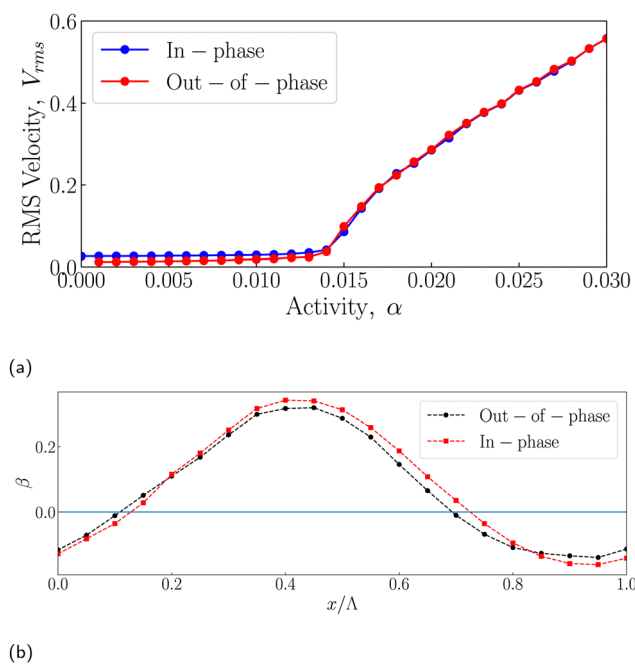 0.6
In – phase
Out – of – phase
0.4
0.2
0.0
RMS Velocity, V_rms
0.000 0.005 0.010 0.015 0.020 0.025 0.030
Activity, α
(a)
Out – of – phase
In – phase
0.2
0.0
β
0.0 0.2 0.4 0.6 0.8 1.0
x/Λ
(b)